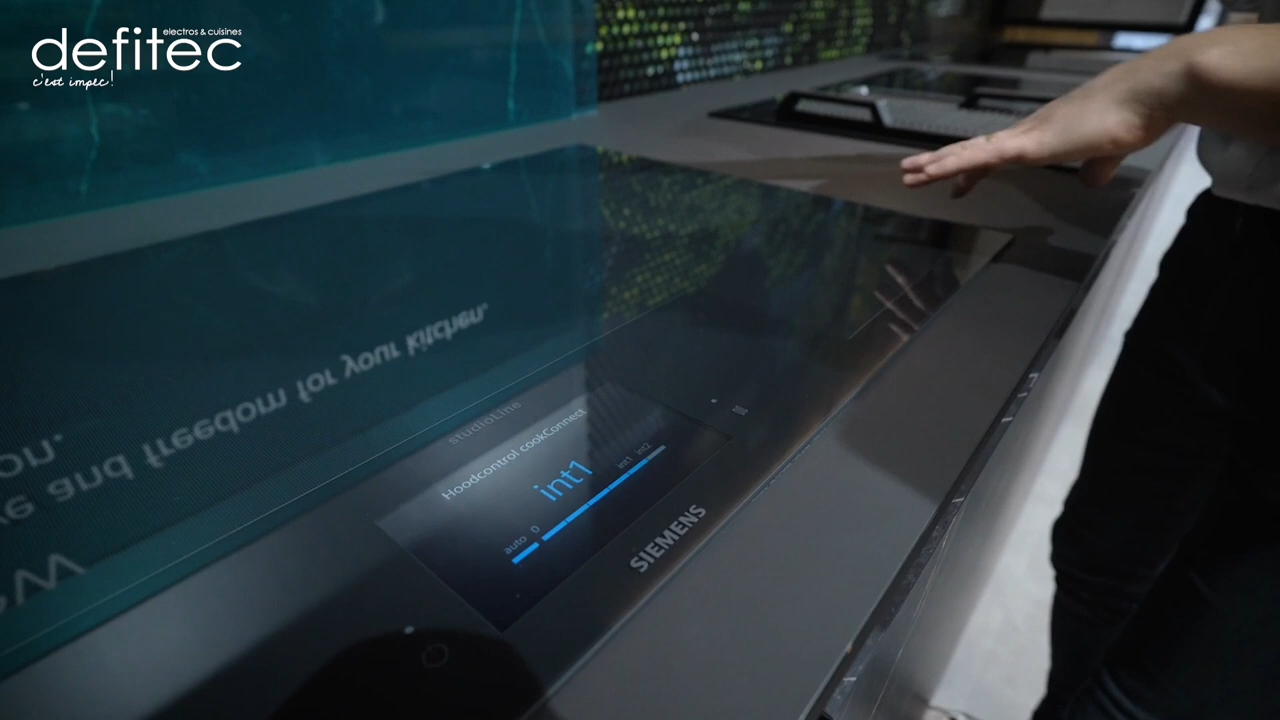 electros & cuisines
defitec
c'est impec!
freedom for your kitchen.
on.
e and
studioLine
Hoodcontrol cookConnect
int1
auto 0 int1 int2
SIEMENS